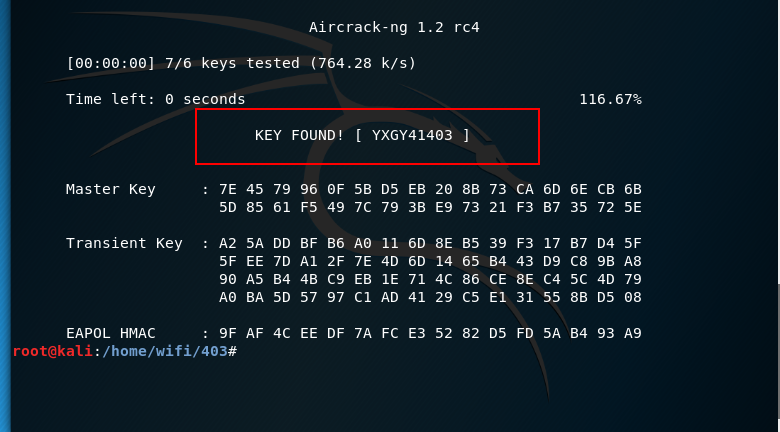 Aircrack-ng 1.2 rc4
[00:00:00] 7/6 keys tested (764.28 k/s)
Time left: 0 seconds 116.67%
KEY FOUND! [ YXGY41403 ]
Master Key : 7E 45 79 96 0F 5B D5 EB 20 8B 73 CA 6D 6E CB 6B
5D 85 61 F5 49 7C 79 3B E9 73 21 F3 B7 35 72 5E
Transient Key : A2 5A DD BF B6 A0 11 6D 8E B5 39 F3 17 B7 D4 5F
5F EE 7D A1 2F 7E 4D 6D 14 65 B4 43 D9 C8 9B A8
90 A5 B4 4B C9 EB 1E 71 4C 86 CE 8E C4 5C 4D 79
A0 BA 5D 57 97 C1 AD 41 29 C5 E1 31 55 8B D5 08
EAPOL HMAC : 9F AF 4C EE DF 7A FC E3 52 82 D5 FD 5A B4 93 A9
root@kali:/home/wifi/403#